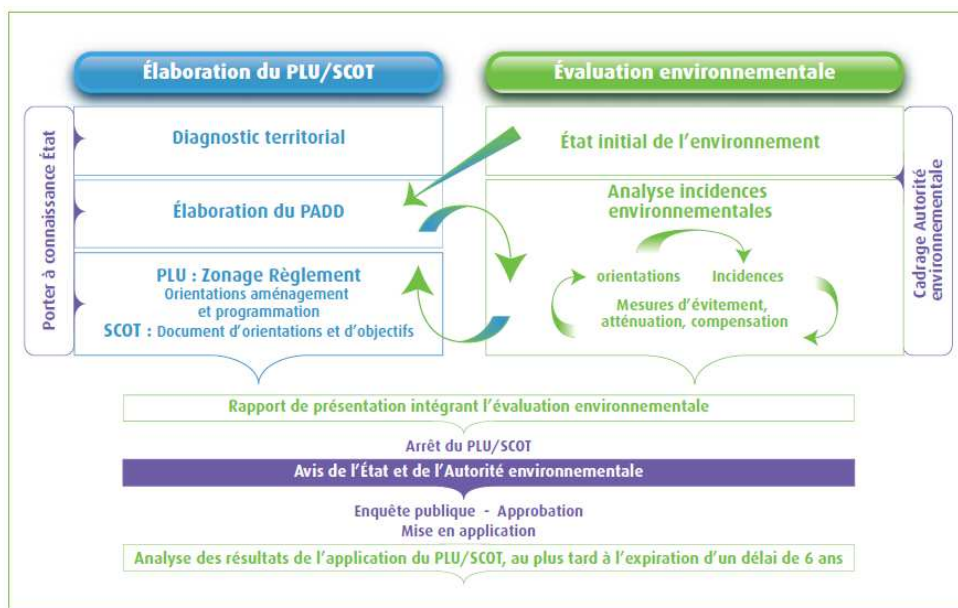 Élaboration du PLU/SCOT
Évaluation environnementale
Porter à connaissance État
Diagnostic territorial
État initial de l'environnement
Cadrage Autorité
environnementale
Élaboration du PADD
Analyse incidences
environnementales
PLU : Zonage Règlement
Orientations aménagement
et programmation
SCOT : Document d'orientations et d'objectifs
orientations
Incidences
Mesures d'évitement,
atténuation, compensation
Rapport de présentation intégrant l'évaluation environnementale
Arrêt du PLU/SCOT
Avis de l'État et de l'Autorité environnementale
Enquête publique - Approbation
Mise en application
Analyse des résultats de l'application du PLU/SCOT, au plus tard à l'expiration d'un délai de 6 ans